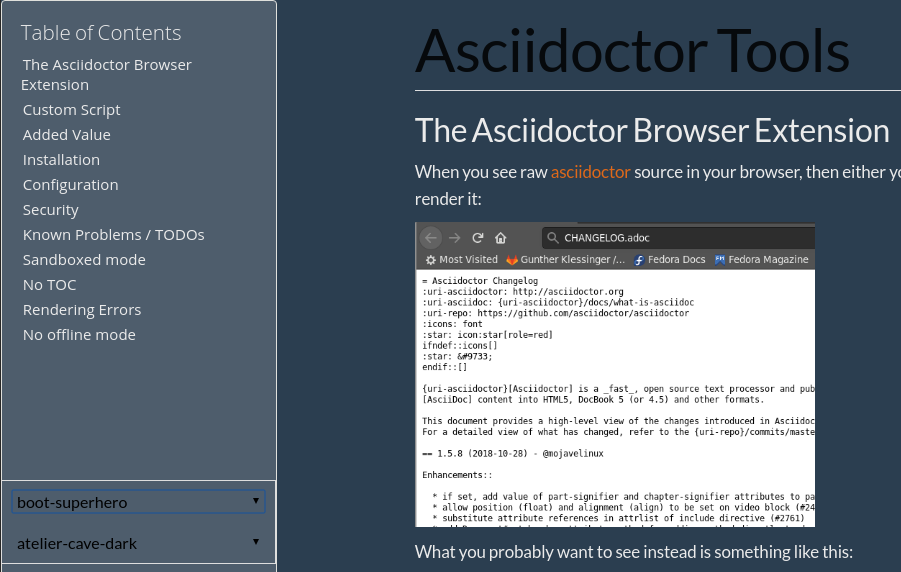 Table of Contents
The Asciidoctor Browser
Extension
Custom Script
Added Value
Installation
Configuration
Security
Known Problems / TODOs
Sandboxed mode
No TOC
Rendering Errors
No offline mode
boot-superhero
atelier-cave-dark
Asciidoctor Tools
The Asciidoctor Browser Extension
When you see raw asciidoctor source in your browser, then either
render it:
CHANGELOG.adoc
Most Visited Gunther Klessinger /... Fedora Docs Fedora Magazine
= Asciidoctor Changelog
:uri-asciidoctor: http://asciidoctor.org
:uri-asciidoc: {uri-asciidoctor}/docs/what-is-asciidoc
:uri-repo: https://github.com/asciidoctor/asciidoctor
:icons: font
:star: icon:star[role=red]
ifndef::icons[]
:star: &#9733;
endif::[]
{uri-asciidoctor}[Asciidoctor] is a _fast_, open source text processor and pub
[AsciiDoc] content into HTML5, DocBook 5 (or 4.5) and other formats.
This document provides a high-level view of the changes introduced in Asciidoc
For a detailed view of what has changed, refer to the {uri-repo}/commits/maste
== 1.5.8 (2018-10-28) - @mojavelinux
Enhancements::
* if set, add value of part-signifier and chapter-signifier attributes to pa
* allow position (float) and alignment (align) to be set on video block (#24
* substitute attribute refs in attrlist of include directive (#2761)
What you probably want to see instead is something like this: